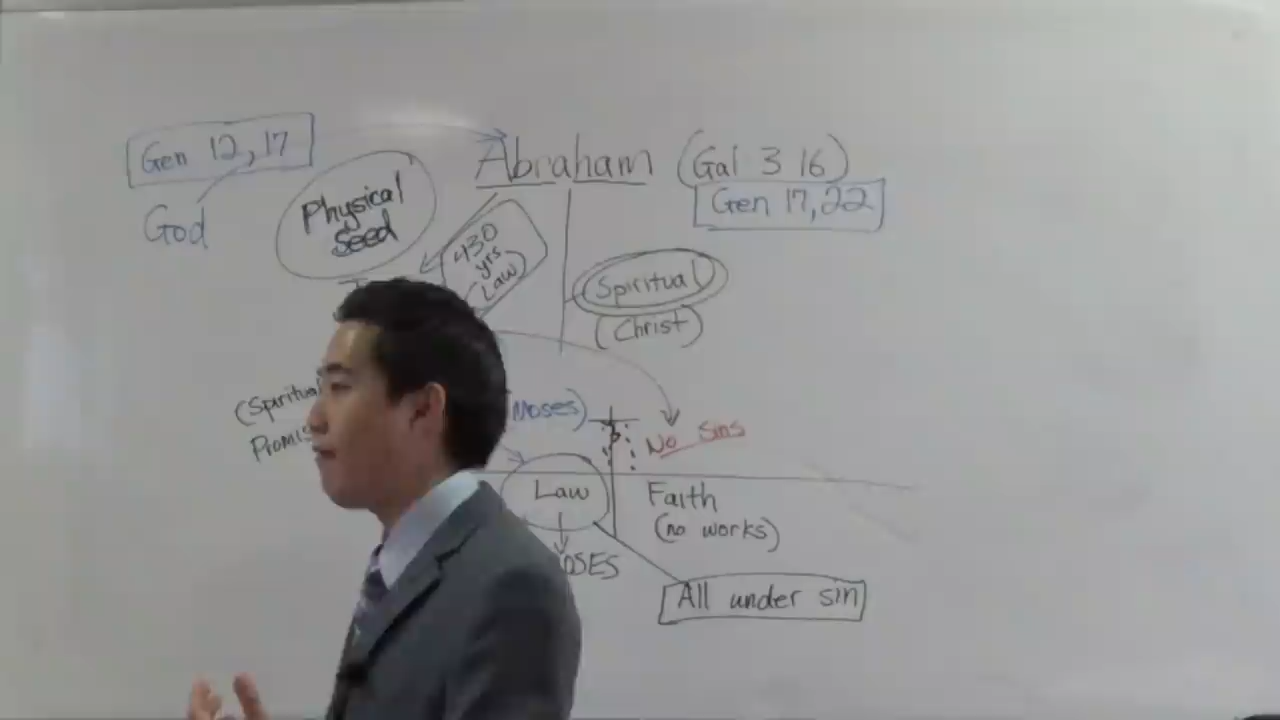 Gen 12,17
God
Physical
Seed
Abraham (Gal 3 16)
Gen 17,22
430
yrs
(Law)
Spiritual
(Christ)
(Spiritual
Moses)
No Sins
Law
Faith
(no works)
All under sin